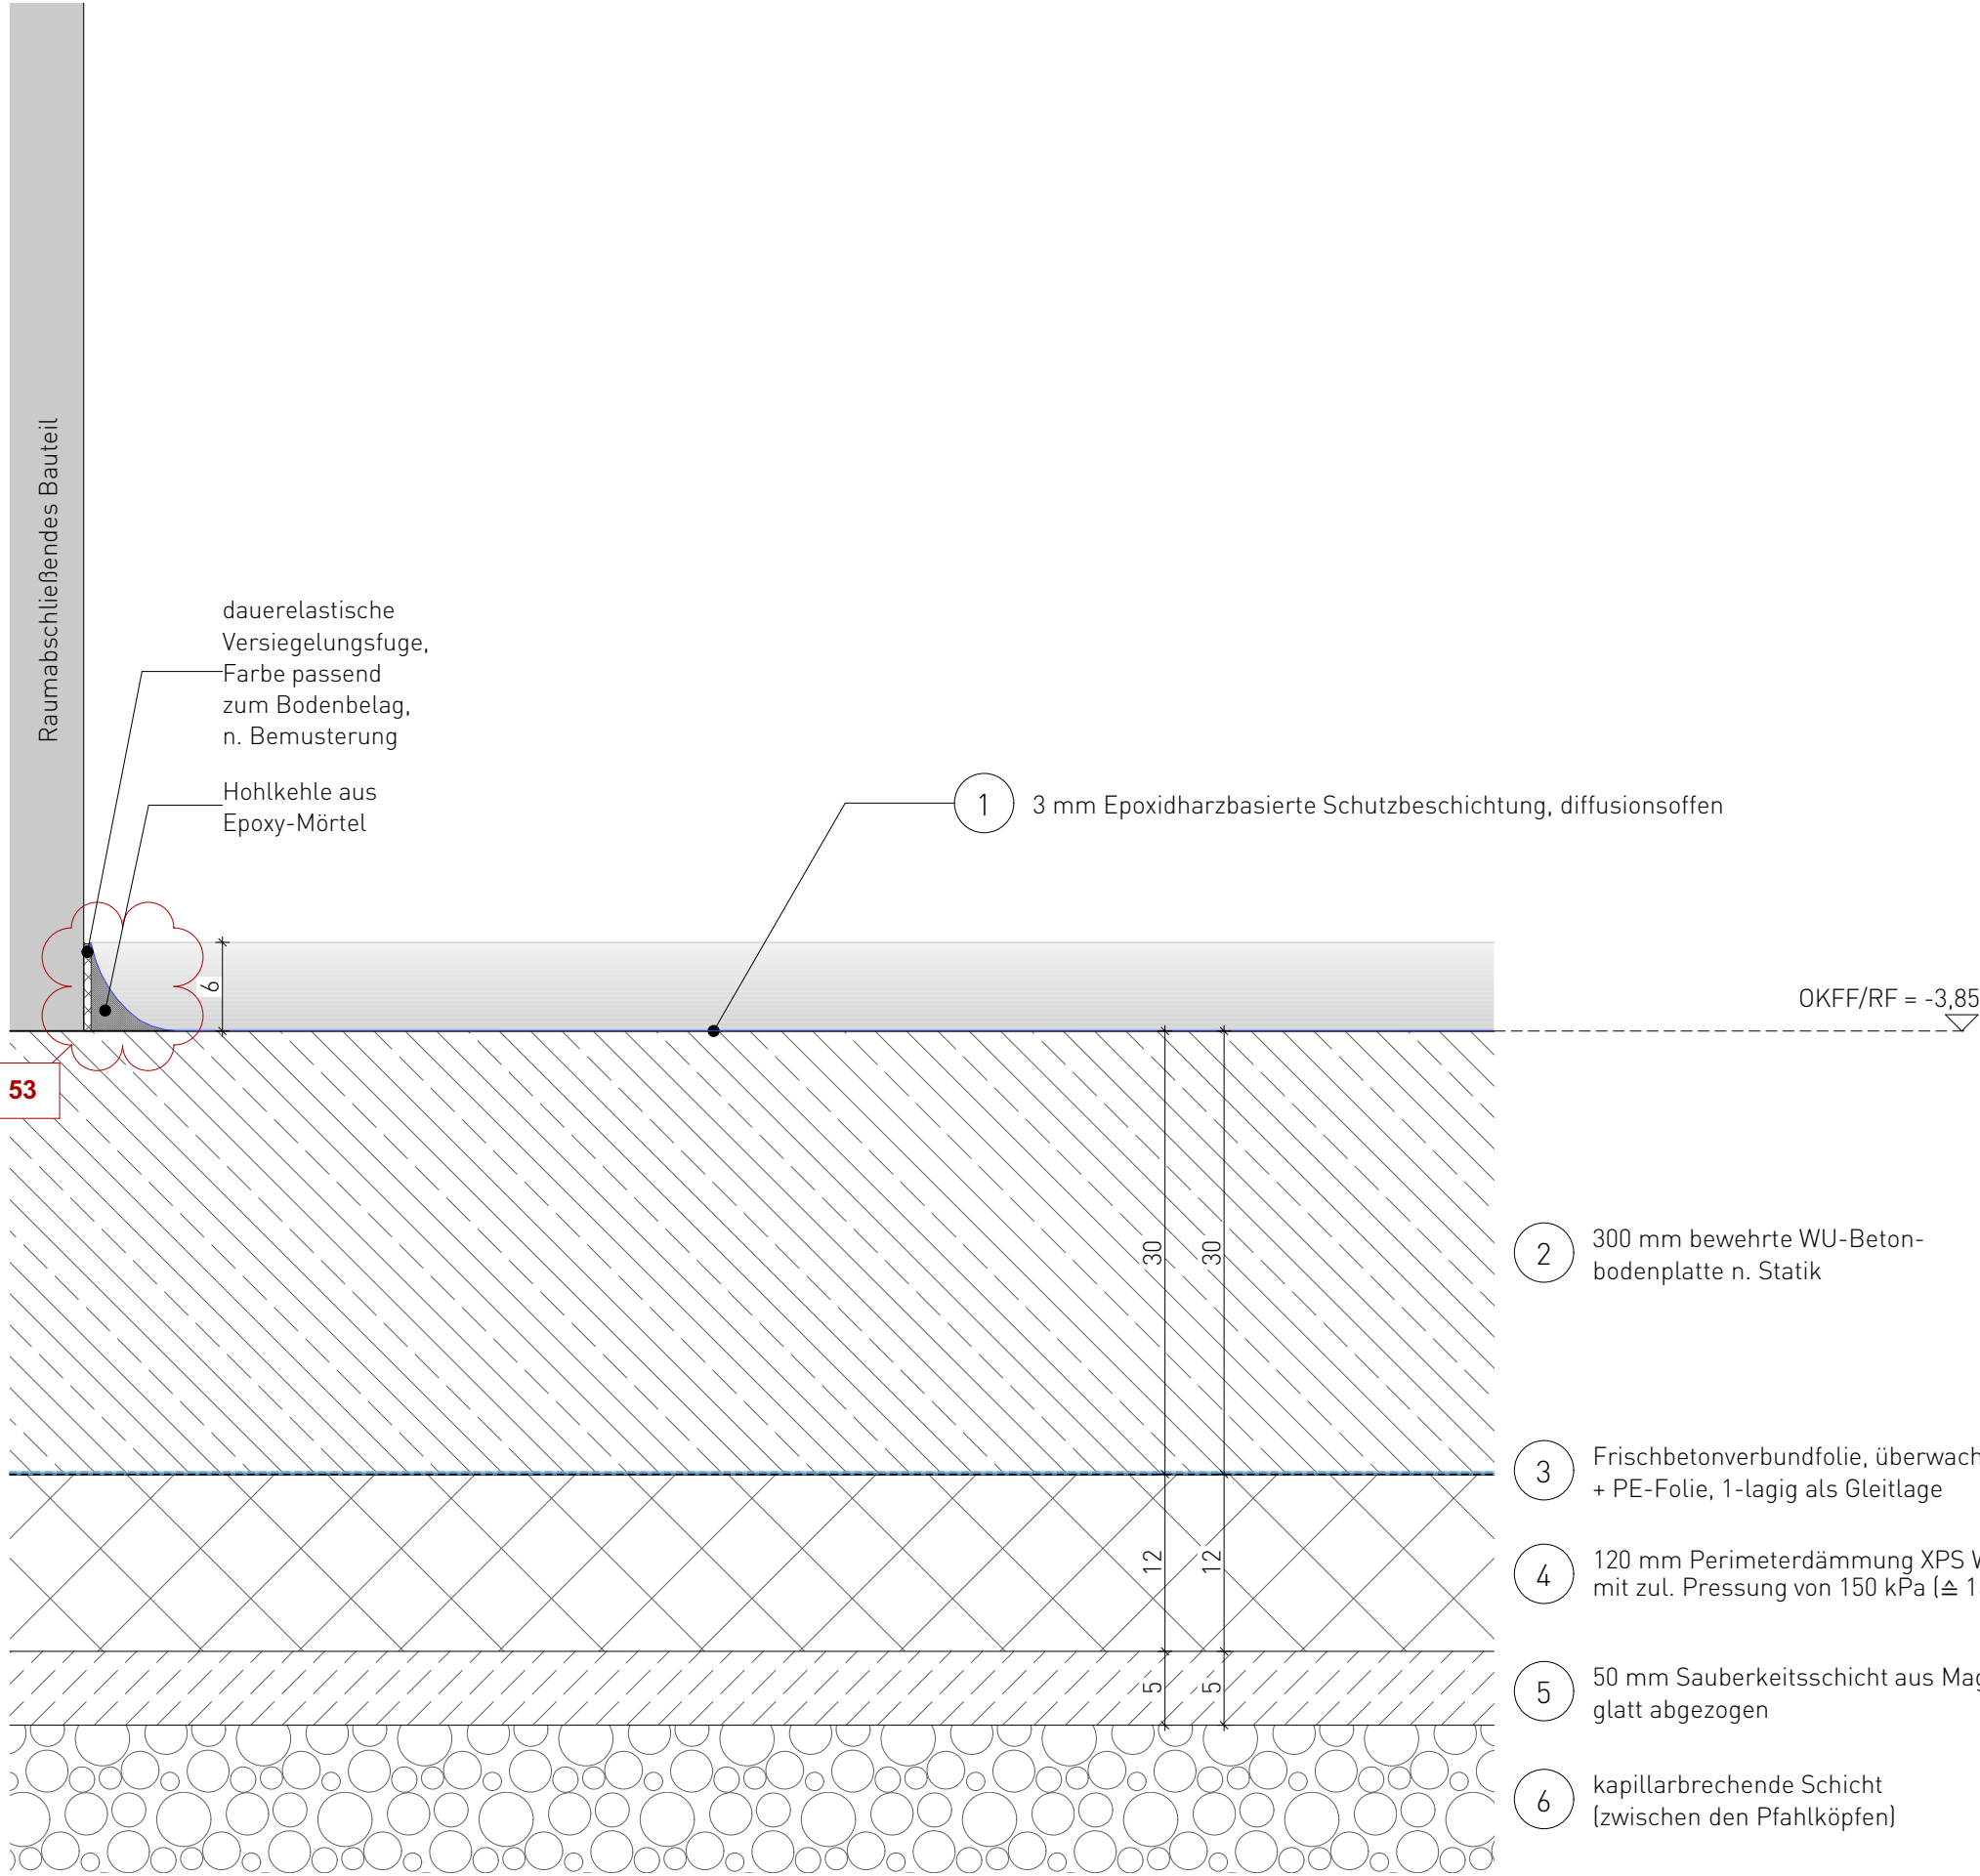 Raumabschließendes Bauteil
dauerelastische
Versiegelungsfuge,
Farbe passend
zum Bodenbelag,
n. Bemusterung
Hohlkehle aus
Epoxy-Mörtel
1
3 mm Epoxidharzbasierte Schutzbeschichtung, diffusionsoffen
6
OKFF/RF = -3,85
53
30
30
2
300 mm bewehrte WU-Beton-
bodenplatte n. Statik
3
Frischbetonverbundfolie,
+ PE-Folie, 1-lagig als Gleitlage
12
12
4
120 mm Perimeterdämmung XPS
mit zul. Pressung von 150 kPa (≙
5
5
5
50 mm Sauberkeitsschicht aus
glatt abgezogen
6
kapillarbrechende Schicht
(zwischen den Pfahlköpfen)